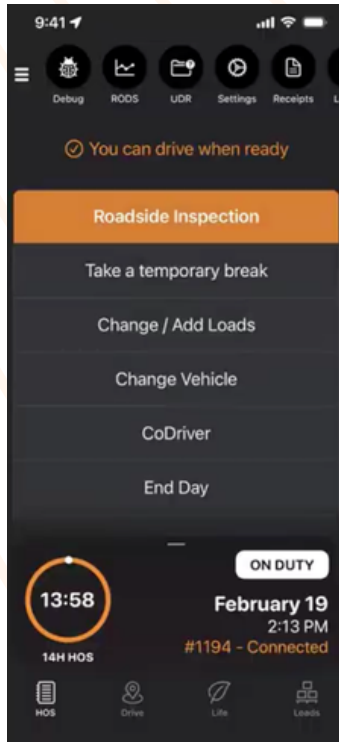 9:41
Debug RODS UDR Settings Receipts L
You can drive when ready
Roadside Inspection
Take a temporary break
Change / Add Loads
Change Vehicle
CoDriver
End Day
ON DUTY
13:58
February 19
2:13 PM
#1194 - Connected
14H HOS
HOS Drive Life Loads